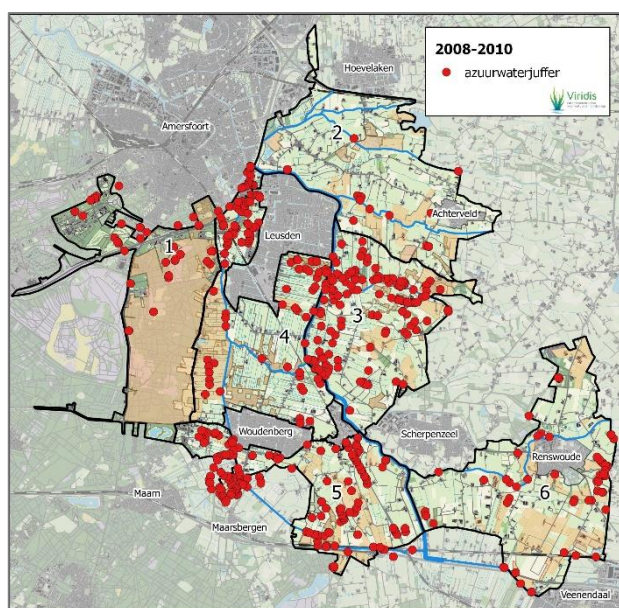 2008-2010
azuurwaterjuffer
Viridis
Hoevelaken
Amersfoort
2
Achterveld
Leusden
1
3
4
Woudenberg
Scherpenzeel
Renswoude
Maarn
5
6
Maarsbergen
Veenendaal